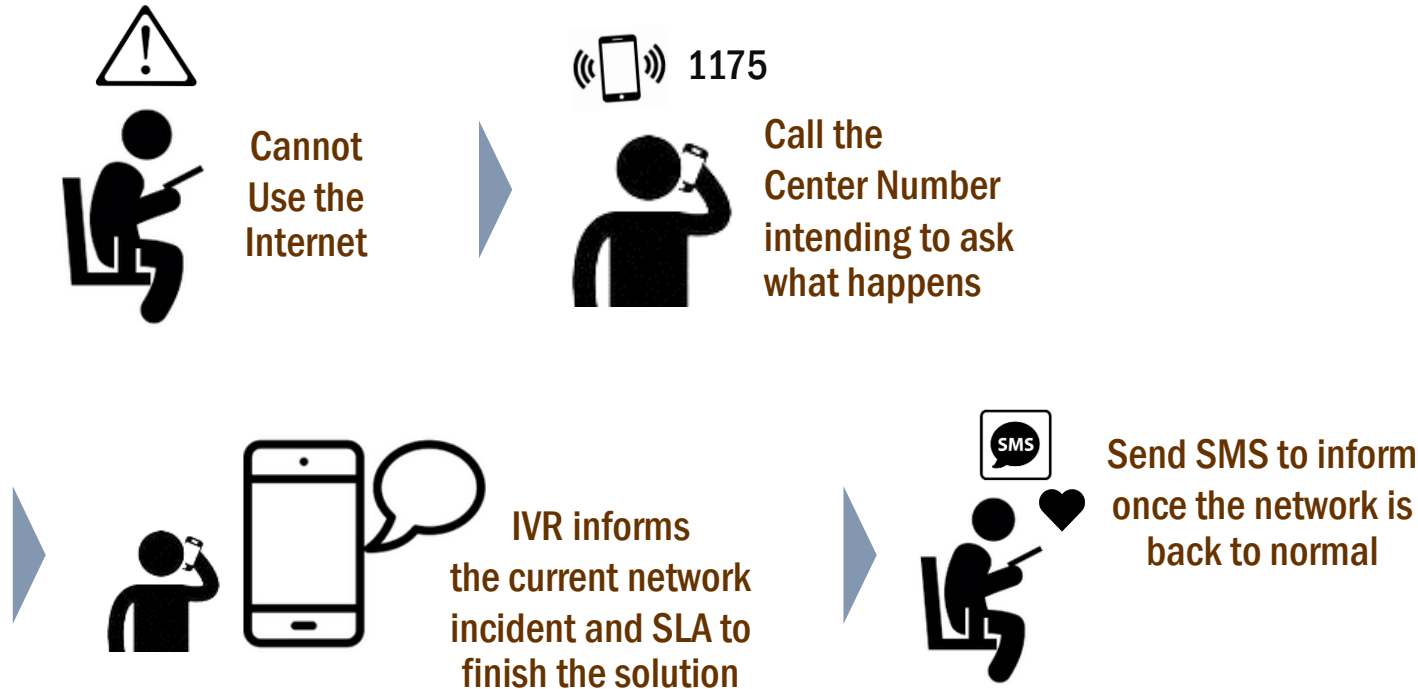 Cannot
Use the
Internet
1175
Call the
Center Number
intending to ask
what happens
IVR informs
the current network
incident and SLA to
finish the solution
SMS
Send SMS to inform
once the network is
back to normal